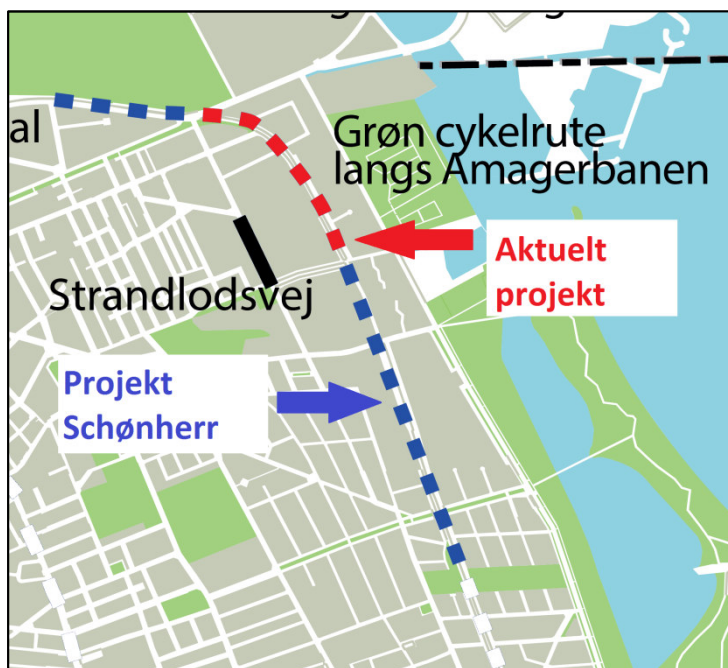 al
Grøn cykelrute
langs Amagerbanen
Aktuelt
projekt
Strandlodsvej
Projekt
Schønherr